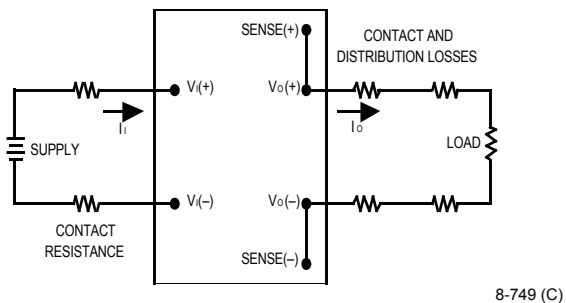 SENSE(+)
CONTACT AND
DISTRIBUTION LOSSES
VI(+)
VO(+)
II
IO
SUPPLY
LOAD
VI(–)
VO(–)
CONTACT
RESISTANCE
SENSE(–)
8-749 (C)